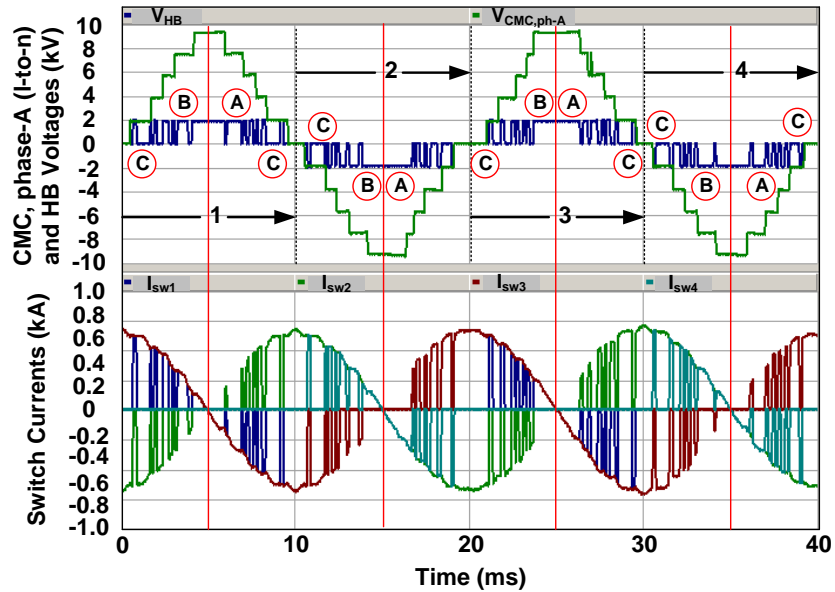 CMC, phase-A (l-to-n)
and HB Voltages (kV)
V_HB
V_CMC,ph-A
10
8
6
4
2
0
-2
-4
-6
-8
-10
2
4
B
A
C
C
B
A
C
C
C
C
B
A
C
C
B
A
1
3
Switch Currents (kA)
I_sw1
I_sw2
I_sw3
I_sw4
1.0
0.8
0.6
0.4
0.2
0
-0.2
-0.4
-0.6
-0.8
-1.0
0
10
20
30
40
Time (ms)